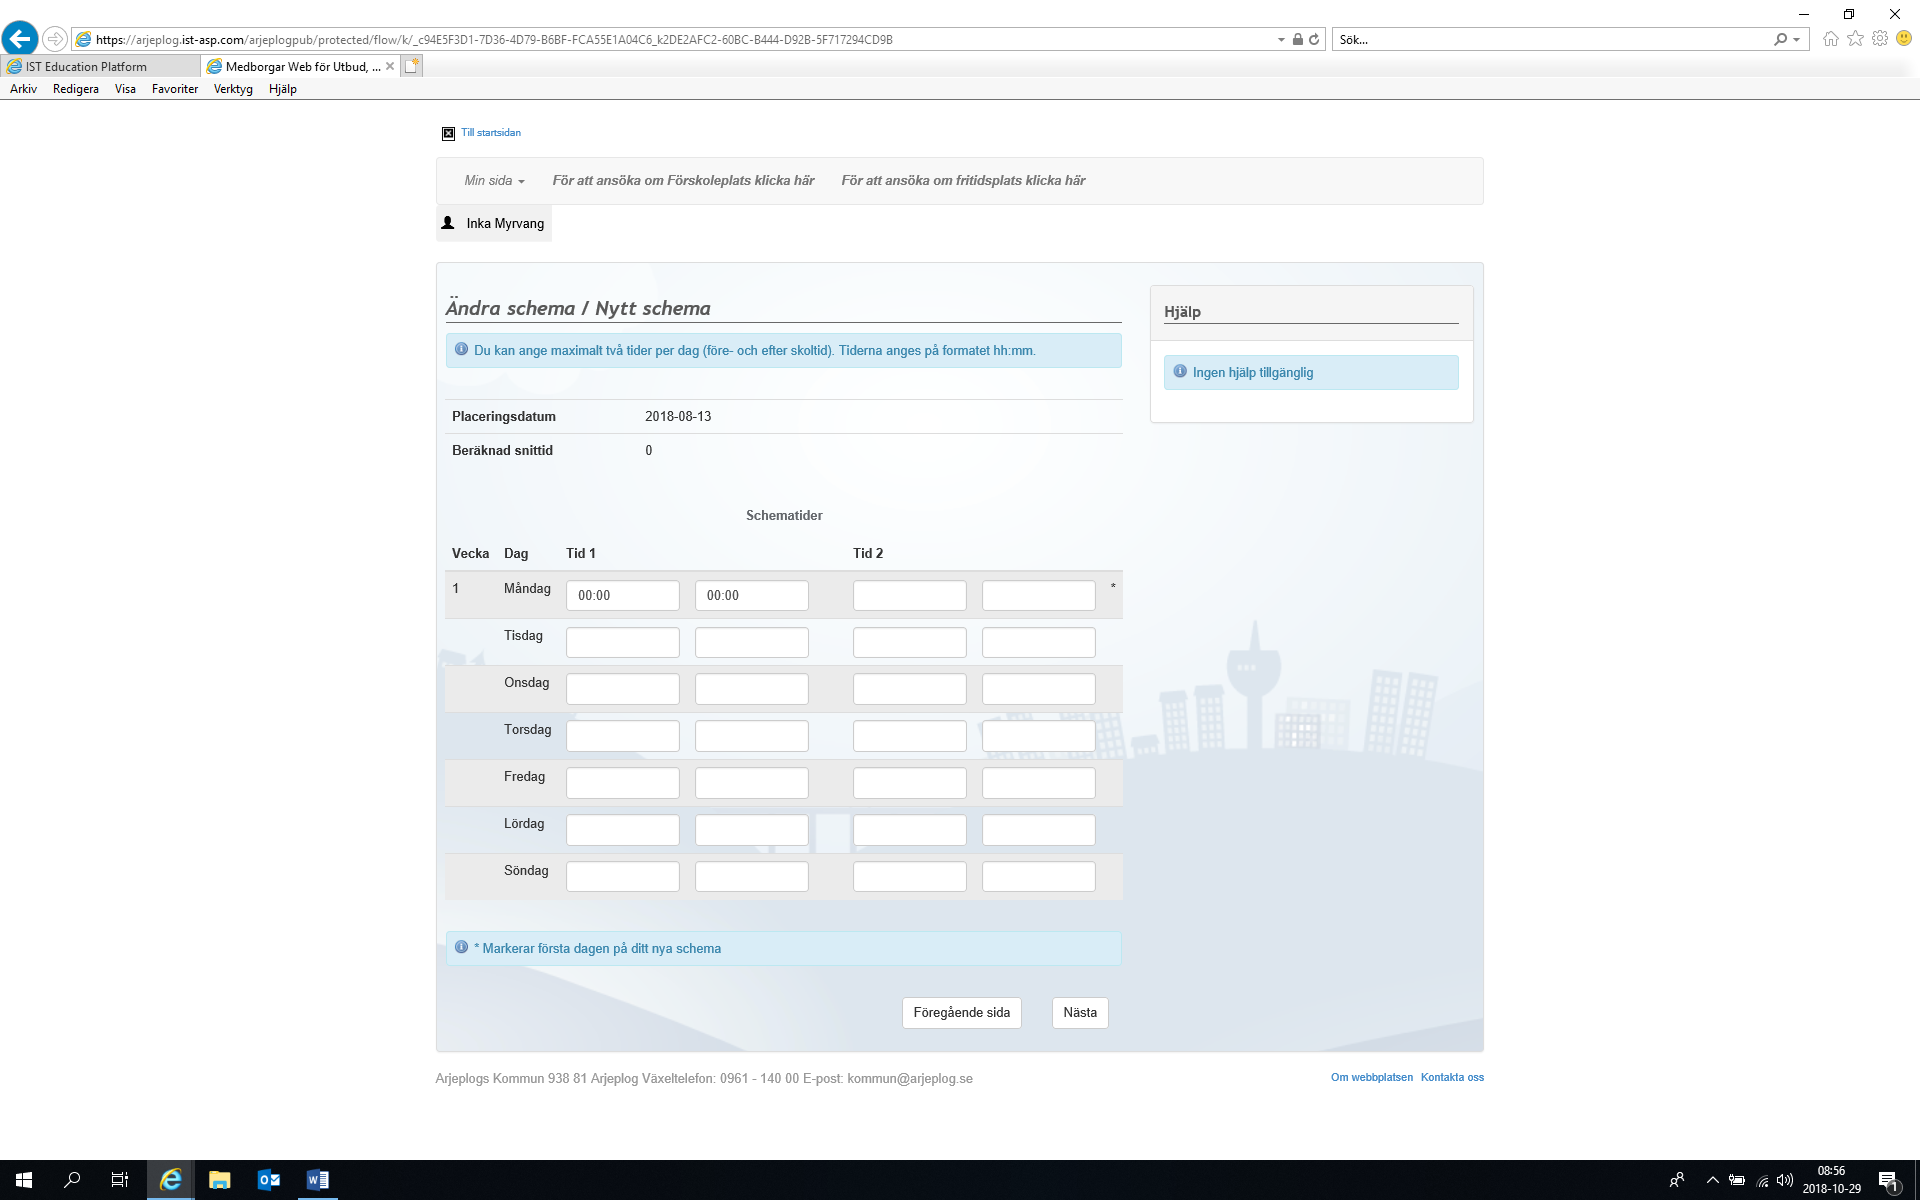 https://arjeplog.ist-asp.com/arjeplogpub/protected/flow/k/_c94E5F3D1-7D36-4D79-B6BF-FCA55E1A04C6_k2DE2AFC2-60BC-B444-D92B-5F717294CD9B
Sök...
IST Education Platform
Medborgar Web för Utbud, ...
Arkiv Redigera Visa Favoriter Verktyg Hjälp
Till startsidan
Min sida För att ansöka om Förskoleplats klicka här För att ansöka om fritidsplats klicka här
Inka Myrvang
Ändra schema / Nytt schema
Du kan ange maximalt två tider per dag (före- och efter skoltid). Tiderna anges på formatet hh:mm.
Placeringsdatum 2018-08-13
Beräknad snittid 0
Hjälp
Ingen hjälp tillgänglig
Schematider
Vecka Dag Tid 1 Tid 2
1 Måndag 00:00 00:00 *
Tisdag
Onsdag
Torsdag
Fredag
Lördag
Söndag
* Markerar första dagen på ditt nya schema
Föregående sida Nästa
Arjeplogs Kommun 938 81 Arjeplog Växeltelefon: 0961 - 140 00 E-post: kommun@arjeplog.se
Om webbplatsen Kontakta oss
08:56
2018-10-29
1